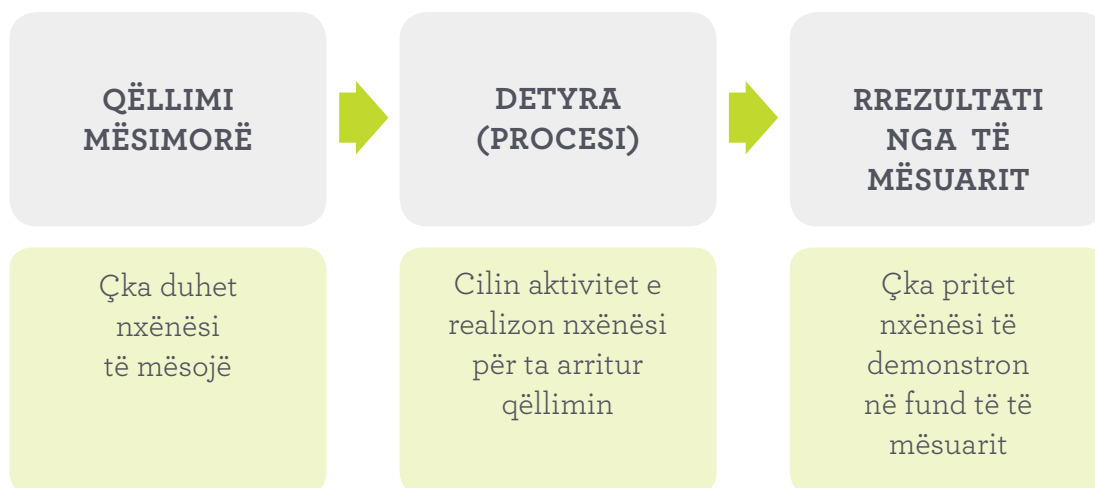 QËLLIMI
MËSIMORË
DETYRA
(PROCESI)
RREZULTATI
NGA TË
MËSUARIT
Çka duhet
nxënësi
të mësojë
Cilin aktivitet e
realizon nxënësi
për ta arritur
qëllimin
Çka pritet
nxënësi të
demonstron
në fund të të
mësuarit